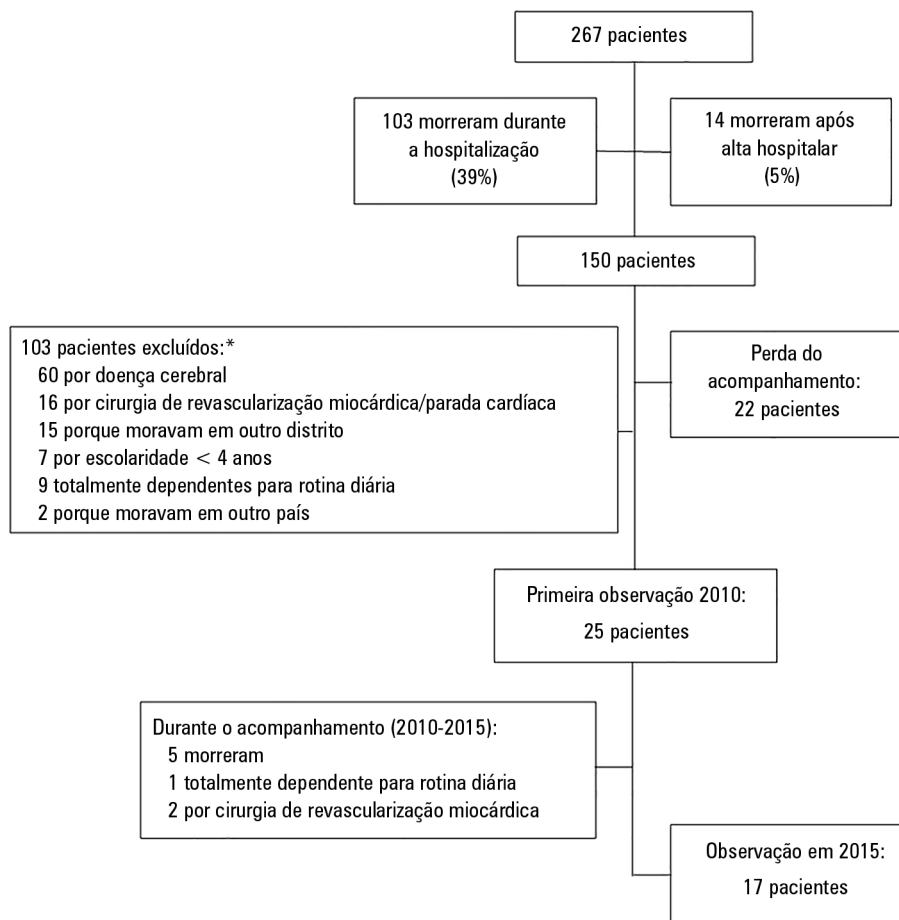 267 pacientes
103 morreram durante
a hospitalização
(39%)
14 morreram após
alta hospitalar
(5%)
150 pacientes
103 pacientes excluídos:*
60 por doença cerebral
16 por cirurgia de revascularização miocárdica/parada cardíaca
15 porque moravam em outro distrito
7 por escolaridade < 4 anos
9 totalmente dependentes para rotina diária
2 porque moravam em outro país
Perda do
acompanhamento:
22 pacientes
Primeira observação 2010:
25 pacientes
Durante o acompanhamento (2010-2015):
5 morreram
1 totalmente dependente para rotina diária
2 por cirurgia de revascularização miocárdica
Observação em 2015:
17 pacientes